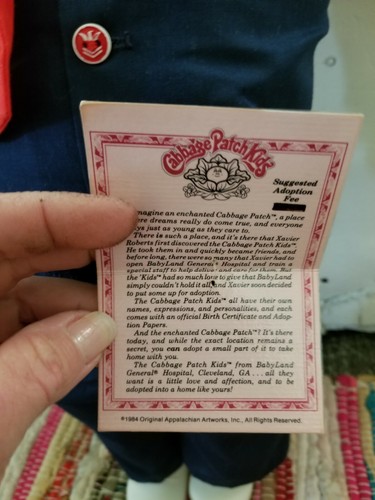 Cabbage Patch Kids™
Suggested
Adoption
Fee
magine an enchanted Cabbage Patch™, a place
ere dreams really do come true, and everyone
ys just as young as they care to.
There is such a place, and it's there that Xavier
Roberts first discovered the Cabbage Patch Kids™.
He took them in and quickly became friends, and
before long, there were so many that Xavier had to
open BabyLand General® Hospital and train a
special staff to help deliver and care for them. But
the 'Kids™ had so much love to give that BabyLand
simply couldn't hold it all, and Xavier soon decided
to put some up for adoption.
The Cabbage Patch Kids™ all have their own
names, expressions, and personalities, and each
comes with an official Birth Certificate and Adop-
tion Papers.
And the enchanted Cabbage Patch™? It's there
today, and while the exact location remains a
secret, you can adopt a small part of it to take
home with you.
The Cabbage Patch Kids™ from BabyLand
General® Hospital, Cleveland, GA . . . all they
want is a little love and affection, and to be
adopted into a home like yours!
©1984 Original Appalachian Artworks, Inc., All Rights Reserved.